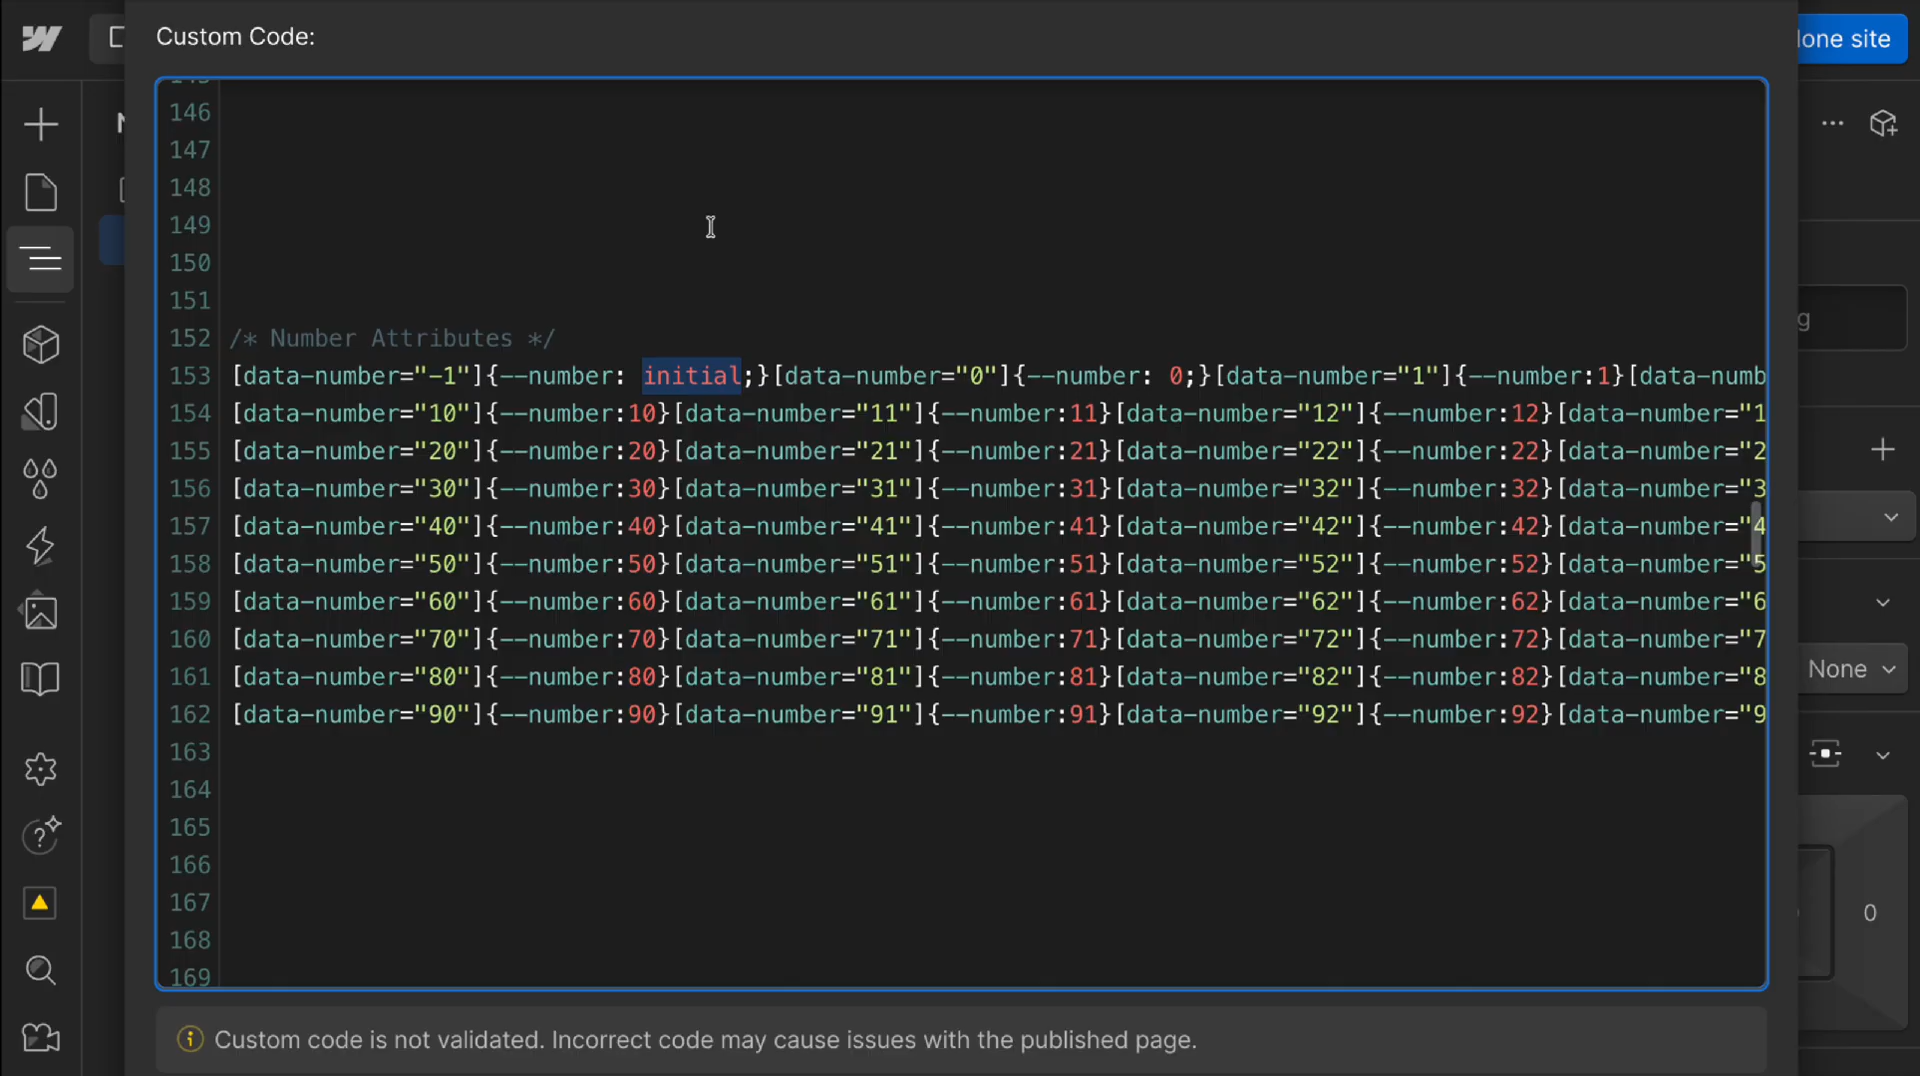 Custom Code:
lone site
146
147
148
149
150
151
152 /* Number Attributes */
153 [data-number="-1"]{--number: initial;}[data-number="0"]{--number: 0;}[data-number="1"]{--number:1}[data-numb
154 [data-number="10"]{--number:10}[data-number="11"]{--number:11}[data-number="12"]{--number:12}[data-number="1
155 [data-number="20"]{--number:20}[data-number="21"]{--number:21}[data-number="22"]{--number:22}[data-number="2
156 [data-number="30"]{--number:30}[data-number="31"]{--number:31}[data-number="32"]{--number:32}[data-number="3
157 [data-number="40"]{--number:40}[data-number="41"]{--number:41}[data-number="42"]{--number:42}[data-number="4
158 [data-number="50"]{--number:50}[data-number="51"]{--number:51}[data-number="52"]{--number:52}[data-number="5
159 [data-number="60"]{--number:60}[data-number="61"]{--number:61}[data-number="62"]{--number:62}[data-number="6
160 [data-number="70"]{--number:70}[data-number="71"]{--number:71}[data-number="72"]{--number:72}[data-number="7
161 [data-number="80"]{--number:80}[data-number="81"]{--number:81}[data-number="82"]{--number:82}[data-number="8
162 [data-number="90"]{--number:90}[data-number="91"]{--number:91}[data-number="92"]{--number:92}[data-number="9
163
164
165
166
167
168
169
g
None
0
Custom code is not validated. Incorrect code may cause issues with the published page.